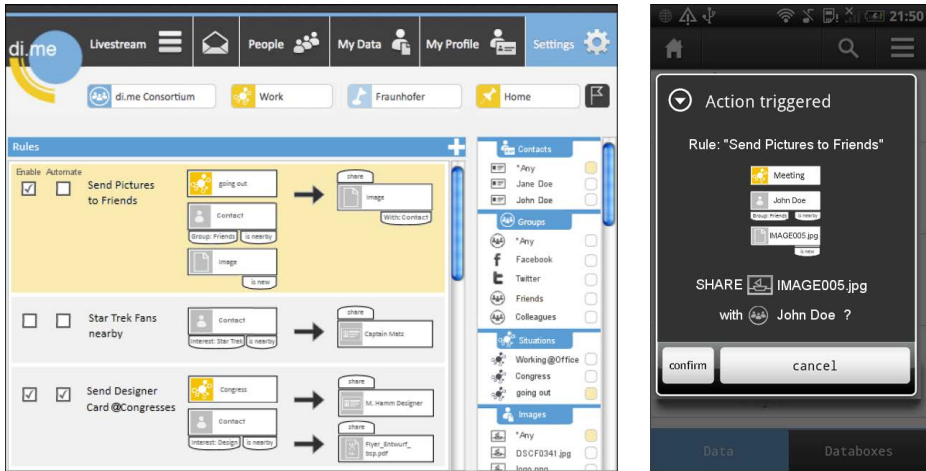 di.me
Livestream
People
My Data
My Profile
Settings
di.me Consortium
Work
Fraunhofer
Home
Rules
Enable Automate
Send Pictures
to Friends
going out
Contact
Group: Friends
is nearby
Image
is new
share
Image
With: Contact
Star Trek Fans
nearby
Contact
Interest: Star Trek
is nearby
share
Captain Metz
Send Designer
Card @Congresses
Congress
Contact
Interest: Design
is nearby
share
M. Hamm Designer
share
Flyer_Entwurf_
bsp.pdf
Contacts
*Any
Jane Doe
John Doe
Groups
*Any
Facebook
Twitter
Friends
Colleagues
Situations
Working@Office
Congress
going out
Images
*Any
DSCF0341.jpg
logo.png
21:50
Action triggered
Rule: "Send Pictures to Friends"
Meeting
John Doe
Group: Friends
is nearby
IMAGE005.jpg
is new
SHARE IMAGE005.jpg
with John Doe ?
confirm
cancel
Data
Databoxes